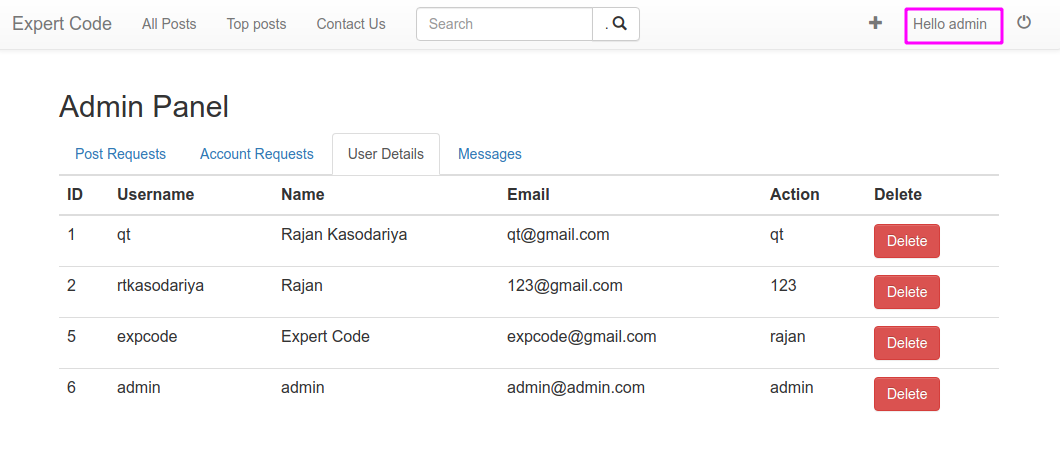 Expert Code All Posts Top posts Contact Us Search . Hello admin
Admin Panel
Post Requests Account Requests User Details Messages
ID Username Name Email Action Delete
1 qt Rajan Kasodariya qt@gmail.com qt Delete
2 rtkasodariya Rajan 123@gmail.com 123 Delete
5 expcode Expert Code expcode@gmail.com rajan Delete
6 admin admin admin@admin.com admin Delete